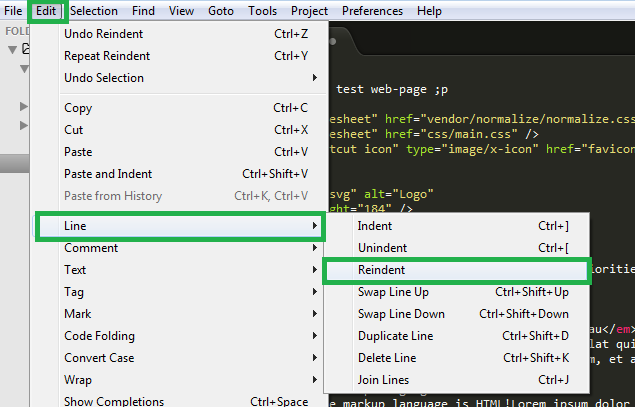 File Edit Selection Find View Goto Tools Project Preferences Help
FOLD
Undo Reindent Ctrl+Z
Repeat Reindent Ctrl+Y
Undo Selection
Copy Ctrl+C
Cut Ctrl+X
Paste Ctrl+V
Paste and Indent Ctrl+Shift+V
Paste from History Ctrl+K, Ctrl+V
Line
Comment
Text
Tag
Mark
Code Folding
Convert Case
Wrap
Show Completions Ctrl+Space
Indent Ctrl+]
Unindent Ctrl+[
Reindent
Swap Line Up Ctrl+Shift+Up
Swap Line Down Ctrl+Shift+Down
Duplicate Line Ctrl+Shift+D
Delete Line Ctrl+Shift+K
Join Lines Ctrl+J
test web-page ;p
esheet" href="vendor/normalize/normalize.css
esheet" href="css/main.css" />
tcut icon" type="image/x-icon" href="favicon
svg" alt="Logo"
ght="184" />
oritie
au</em>
lat qui
m, et a
e markup language is HTML!Lorem ipsum dolor